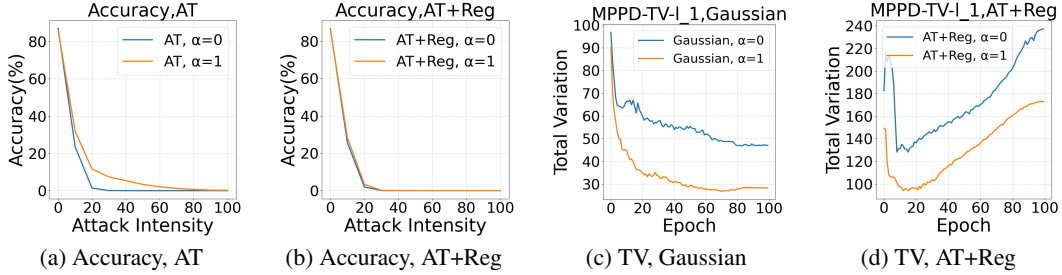 Accuracy,AT
Accuracy(%)
80
60
40
20
0
AT, α=0
AT, α=1
0 20 40 60 80 100
Attack Intensity
(a) Accuracy, AT
Accuracy,AT+Reg
Accuracy(%)
80
60
40
20
0
AT+Reg, α=0
AT+Reg, α=1
0 20 40 60 80 100
Attack Intensity
(b) Accuracy, AT+Reg
MPPD-TV-l_1,Gaussian
Total Variation
100
90
80
70
60
50
40
30
Gaussian, α=0
Gaussian, α=1
0 20 40 60 80 100
Epoch
(c) TV, Gaussian
MPPD-TV-l_1,AT+Reg
Total Variation
240
220
200
180
160
140
120
100
AT+Reg, α=0
AT+Reg, α=1
0 20 40 60 80 100
Epoch
(d) TV, AT+Reg